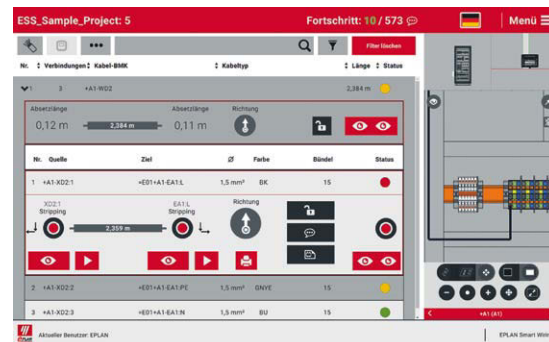 ESS_Sample_Project: 5 Fortschritt: 10 / 573 Menü
Filter löschen
Nr. Verbindungen Kabel-BMK Kabeltyp Länge Status
1 3 +A1-WD2 2,384 m
Absetzlänge Absetzlänge Richtung
0,12 m 2,384 m 0,11 m
Nr. Quelle Ziel Ø Farbe Bündel Status
1 +A1-XD2:1 +E01+A1-EA1:L 1,5 mm² BK 15
XD2:1 EA1:L Richtung
Stripping Stripping
2,359 m
2 +A1-XD2:2 +E01+A1-EA1:PE 1,5 mm² GNYE 15
3 +A1-XD2:3 +E01+A1-EA1:N 1,5 mm² BU 15
+A1 (A1)
Aktueller Benutzer: EPLAN EPLAN Smart Wiri